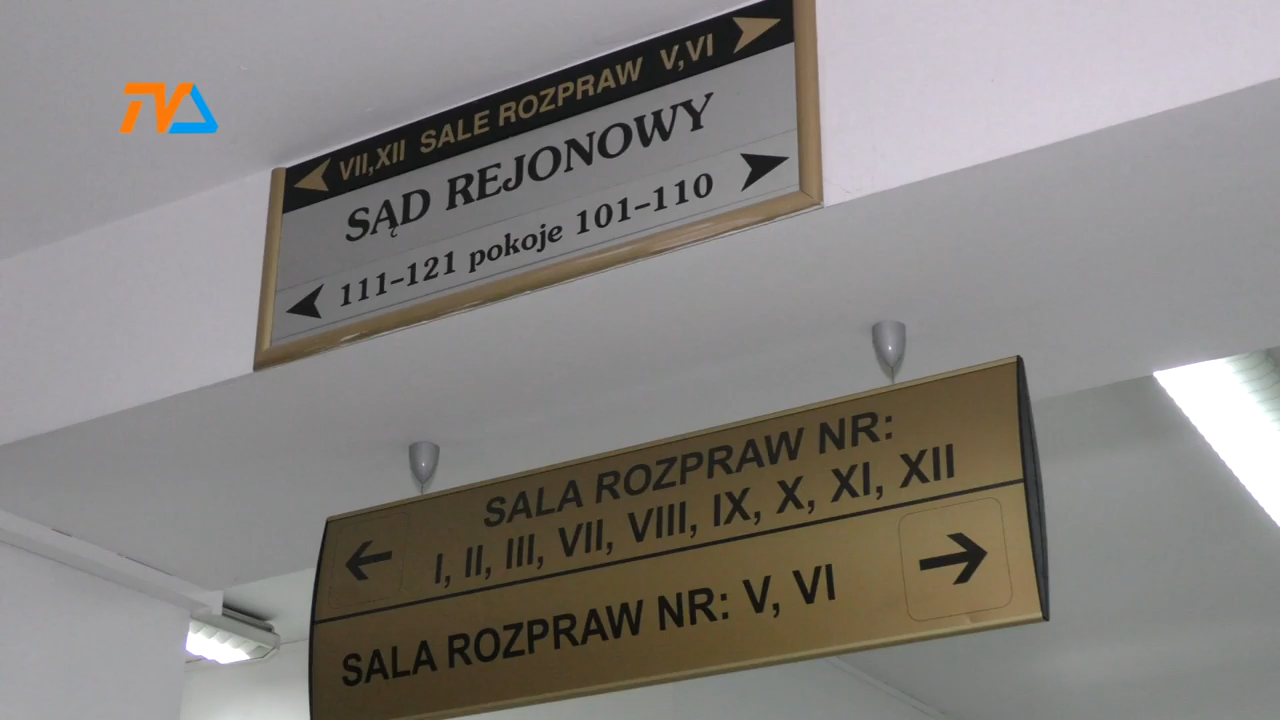 TVΔ
VII,XII SALE ROZPRAW V,VI
SĄD REJONOWY
111-121 pokoje 101-110
SALA ROZPRAW NR:
I, II, III, VII, VIII, IX, X, XI, XII
SALA ROZPRAW NR: V, VI